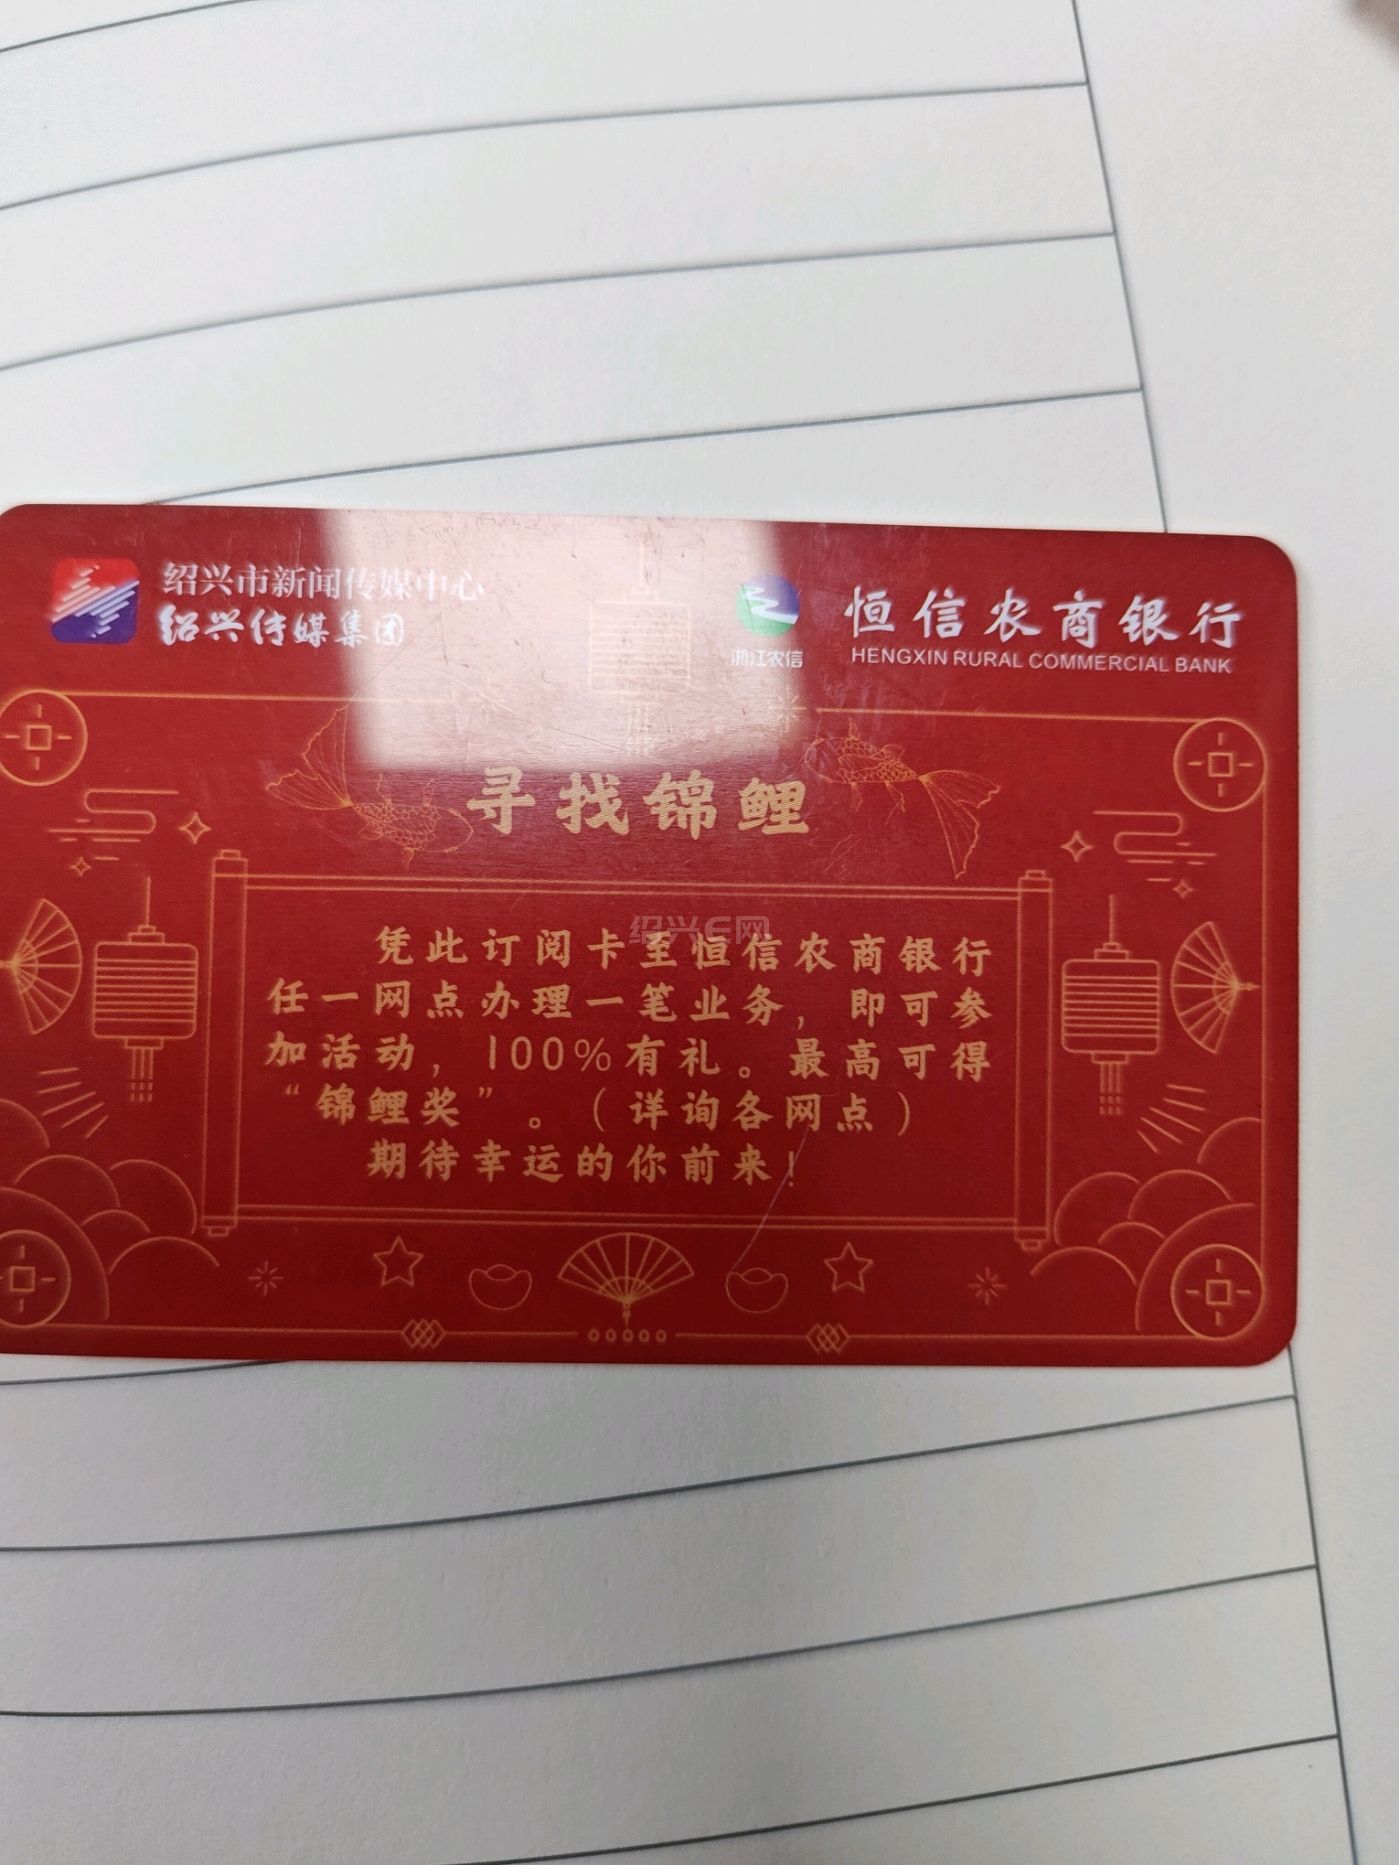 绍兴市新闻传媒中心
绍兴传媒集团
浙江农信
恒信农商银行
HENGXIN RURAL COMMERCIAL BANK
寻找锦鲤
绍兴E网
凭此订阅卡至恒信农商银行
任一网点办理一笔业务，即可参
加活动，100%有礼。最高可得
“锦鲤奖”。（详询各网点）
期待幸运的你前来！